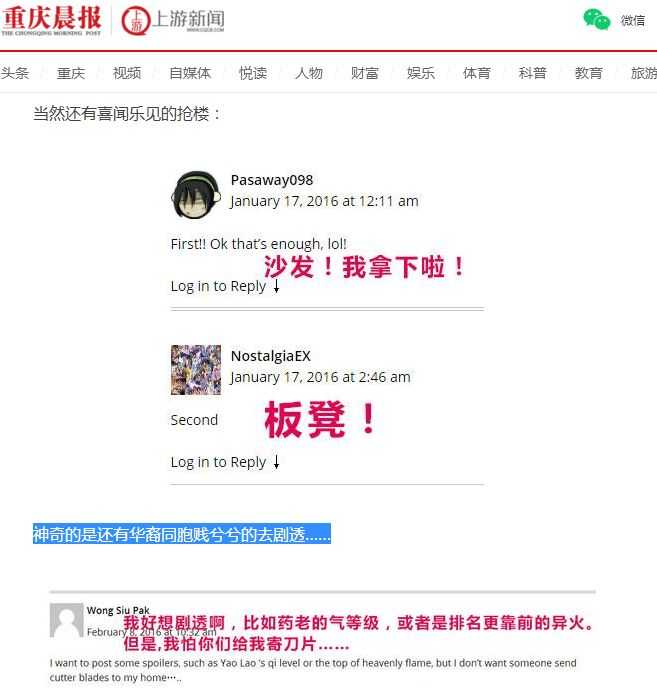 重庆晨报 上游新闻 微信
THE CHONGQING MORNING POST WWW.CQCB.COM
头条 重庆 视频 自媒体 悦读 人物 财富 娱乐 体育 科普 教育 旅游
当然还有喜闻乐见的抢楼：
Pasaway098
January 17, 2016 at 12:11 am
First!! Ok that's enough, lol!
沙发！我拿下啦！
Log in to Reply ↓
NostalgiaEX
January 17, 2016 at 2:46 am
Second
板凳！
Log in to Reply ↓
神奇的是还有华裔同胞贱兮兮的去剧透......
Wong Siu Pak
我好想剧透啊，比如药老的气等级，或者是排名更靠前的异火。
February 8, 2016 at 10:32 am
但是,我怕你们给我寄刀片......
I want to post some spoilers, such as Yao Lao 's qi level or the top of heavenly flame, but I don't want someone send
cutter blades to my home···..